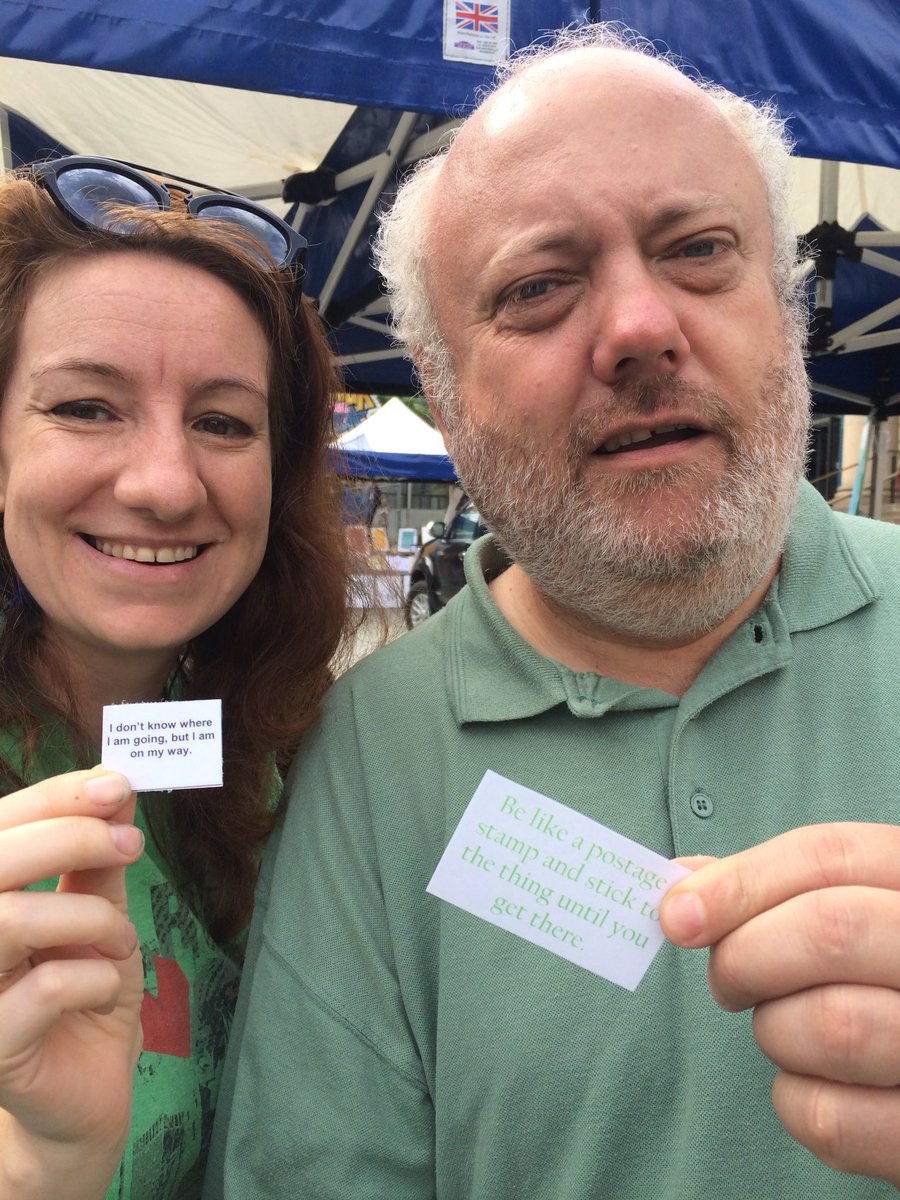 I don't know where
I am going, but I am
on my way.
Be like a postage
stamp and stick to
the thing until you
get there.